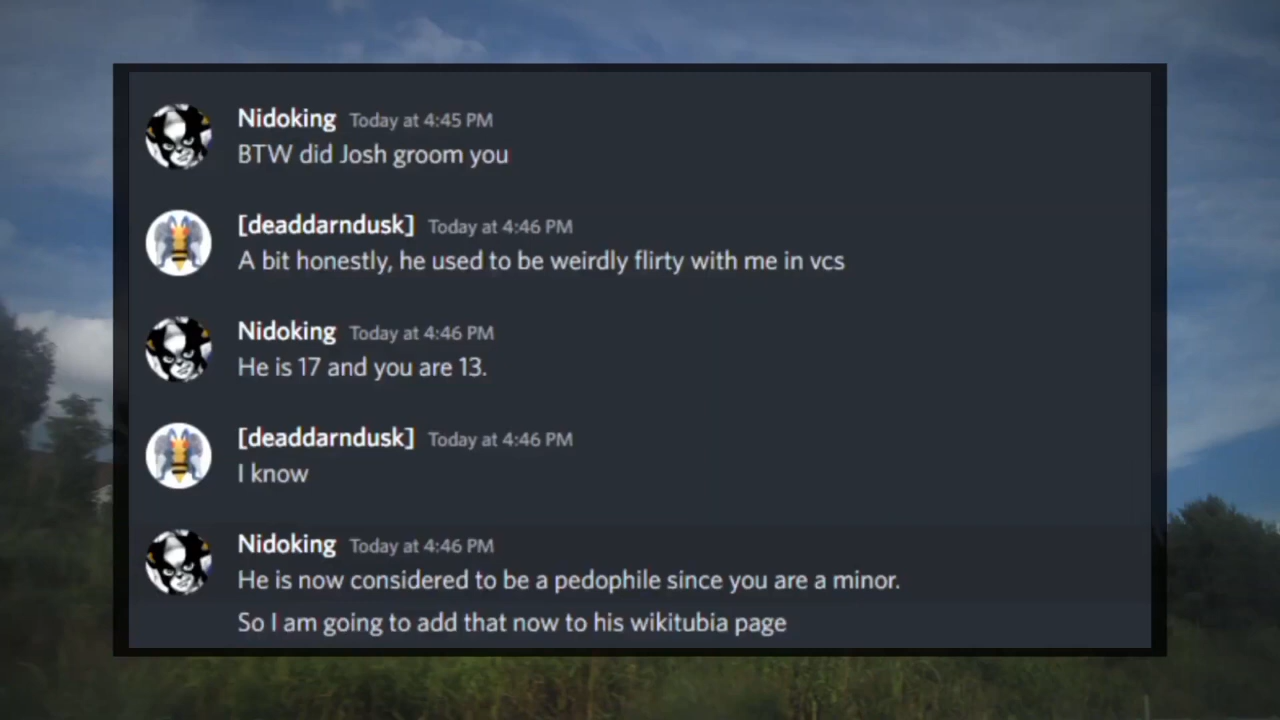 Nidoking Today at 4:45 PM
BTW did Josh groom you
[deaddarndusk] Today at 4:46 PM
A bit honestly, he used to be weirdly flirty with me in vcs
Nidoking Today at 4:46 PM
He is 17 and you are 13.
[deaddarndusk] Today at 4:46 PM
I know
Nidoking Today at 4:46 PM
He is now considered to be a pedophile since you are a minor.
So I am going to add that now to his wikitubia page